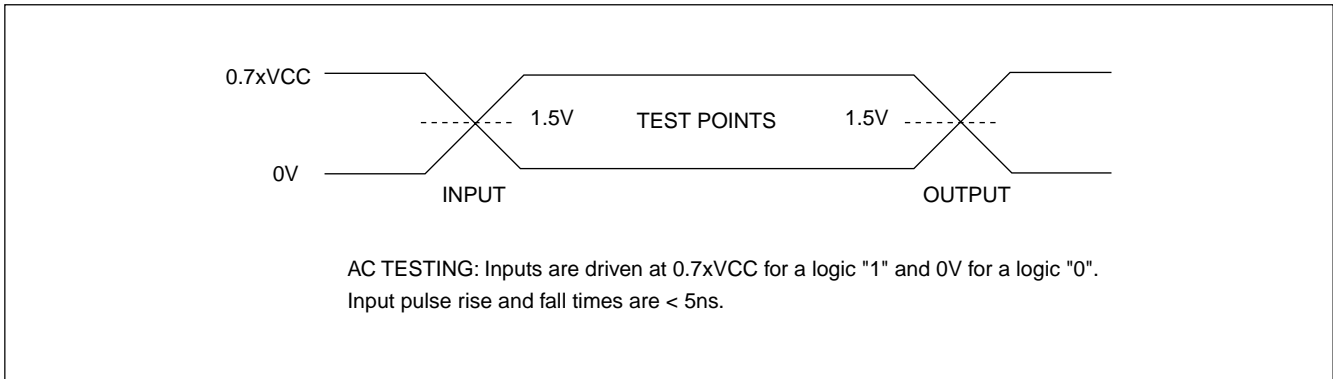 0.7xVCC
1.5V TEST POINTS 1.5V
0V
INPUT OUTPUT
AC TESTING: Inputs are driven at 0.7xVCC for a logic "1" and 0V for a logic "0".
Input pulse rise and fall times are < 5ns.